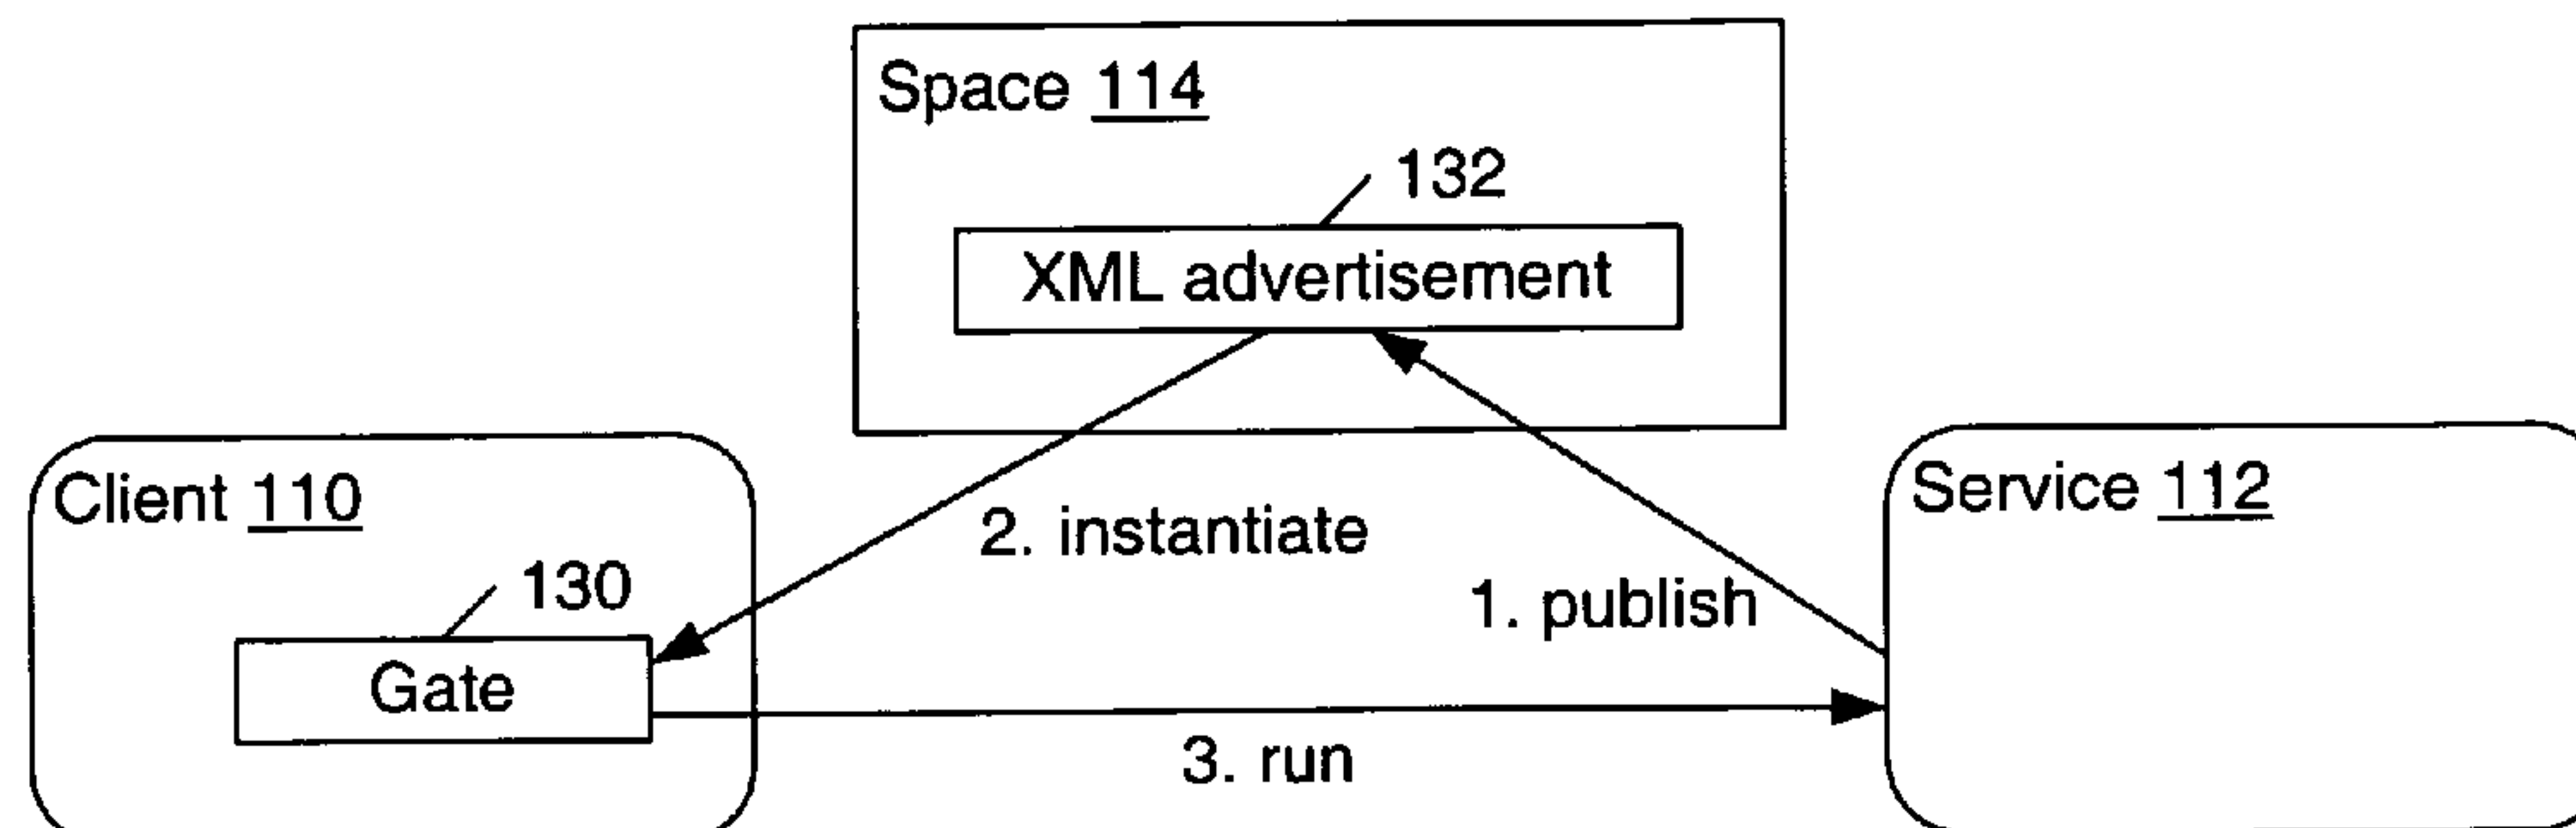 Space 114
132
XML advertisement
Client 110
Service 112
2. instantiate
130
1. publish
Gate
3. run